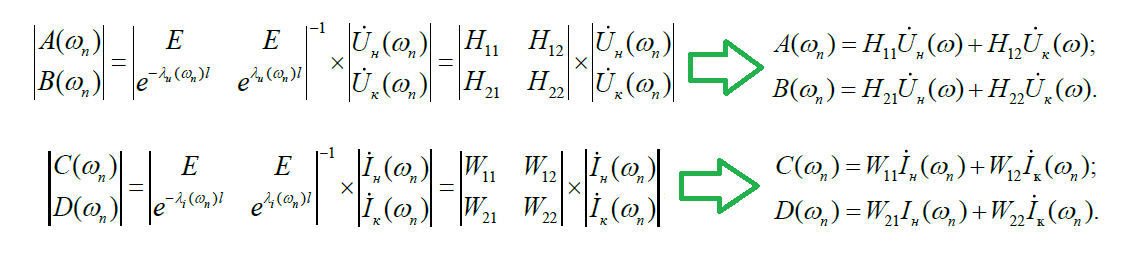 |A(ωₙ)| = |E E|⁻¹ × |U̇ₙ(ωₙ)| = |H₁₁ H₁₂| × |U̇ₙ(ωₙ)| A(ωₙ) = H₁₁U̇ₙ(ω) + H₁₂U̇ₖ(ω);
|B(ωₙ)| |e^{-λᵤ(ωₙ)l} e^{λᵤ(ωₙ)l}| |U̇ₖ(ωₙ)| |H₂₁ H₂₂| |U̇ₖ(ωₙ)| B(ωₙ) = H₂₁U̇ₙ(ω) + H₂₂U̇ₖ(ω).
|C(ωₙ)| = |E E|⁻¹ × |İₙ(ωₙ)| = |W₁₁ W₁₂| × |İₙ(ωₙ)| C(ωₙ) = W₁₁İₙ(ωₙ) + W₁₂İₖ(ωₙ);
|D(ωₙ)| |e^{-λᵢ(ωₙ)l} e^{λᵢ(ωₙ)l}| |İₖ(ωₙ)| |W₂₁ W₂₂| |İₖ(ωₙ)| D(ωₙ) = W₂₁Iₙ(ωₙ) + W₂₂İₖ(ωₙ).